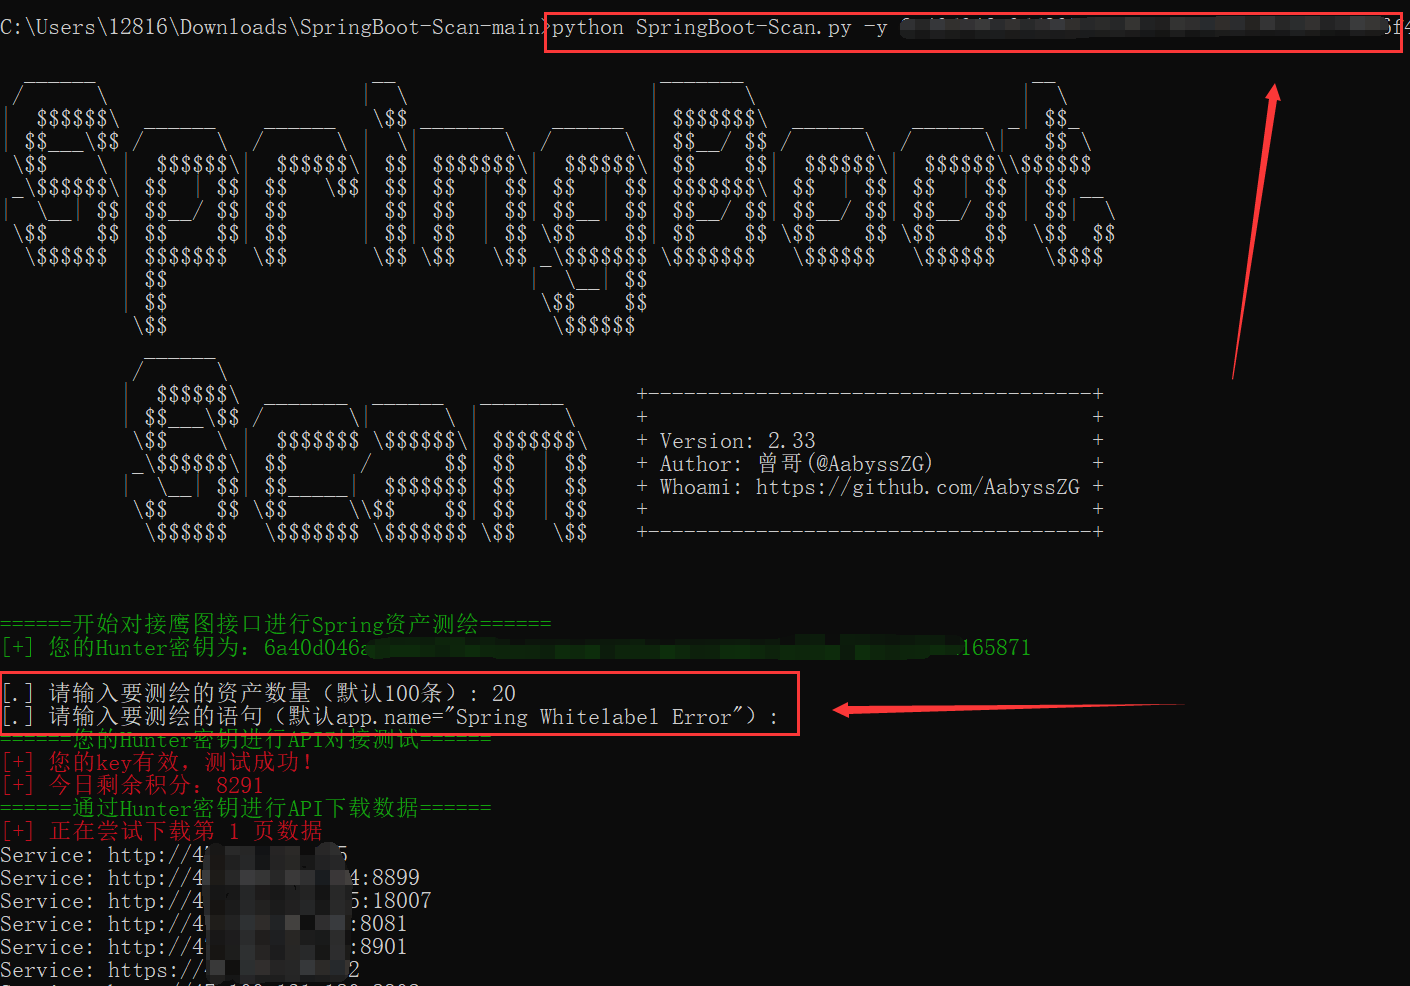 C:\Users\12816\Downloads\SpringBoot-Scan-main>python SpringBoot-Scan.py -y
SpringBoot
Scan
+ Version: 2.33 +
+ Author: 曾哥(@AabyssZG) +
+ Whoami: https://github.com/AabyssZG +
======开始对接鹰图接口进行Spring资产测绘======
[+] 您的Hunter密钥为: 6a40d046a 165871
[.] 请输入要测绘的资产数量（默认100条）: 20
[.] 请输入要测绘的语句（默认app.name="Spring Whitelabel Error"）:
======您的Hunter密钥进行API对接测试======
[+] 您的key有效，测试成功!
[+] 今日剩余积分: 8291
======通过Hunter密钥进行API下载数据======
[+] 正在尝试下载第 1 页数据
Service: http://4 5
Service: http://4 4:8899
Service: http://4 5:18007
Service: http://4 :8081
Service: http://4 :8901
Service: https:// 2